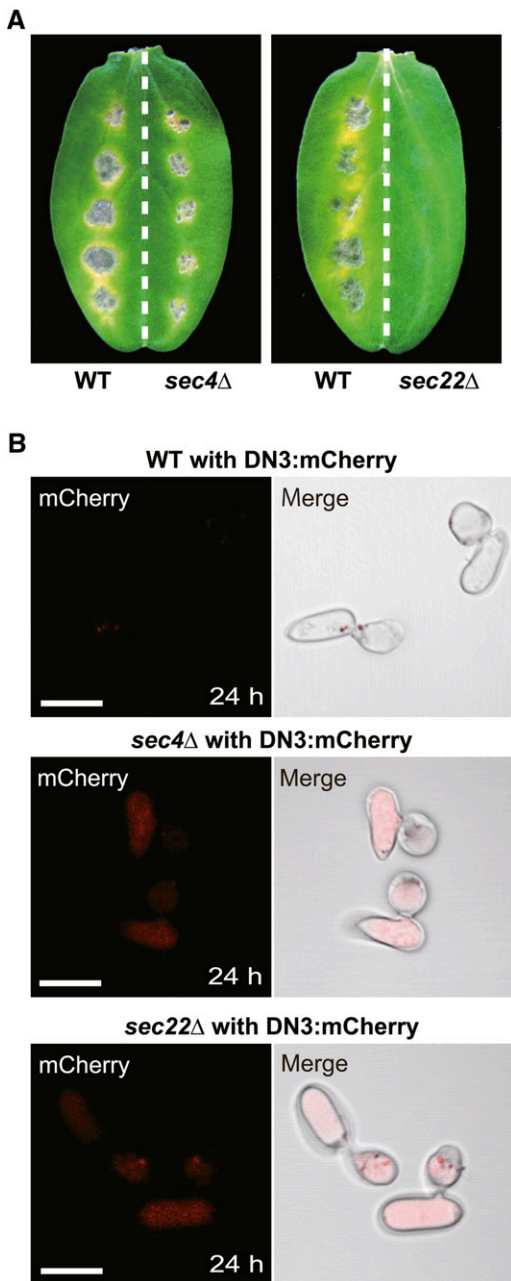 A
WT sec4Δ WT sec22Δ
B
WT with DN3:mCherry
mCherry Merge
24 h
sec4Δ with DN3:mCherry
mCherry Merge
24 h
sec22Δ with DN3:mCherry
mCherry Merge
24 h